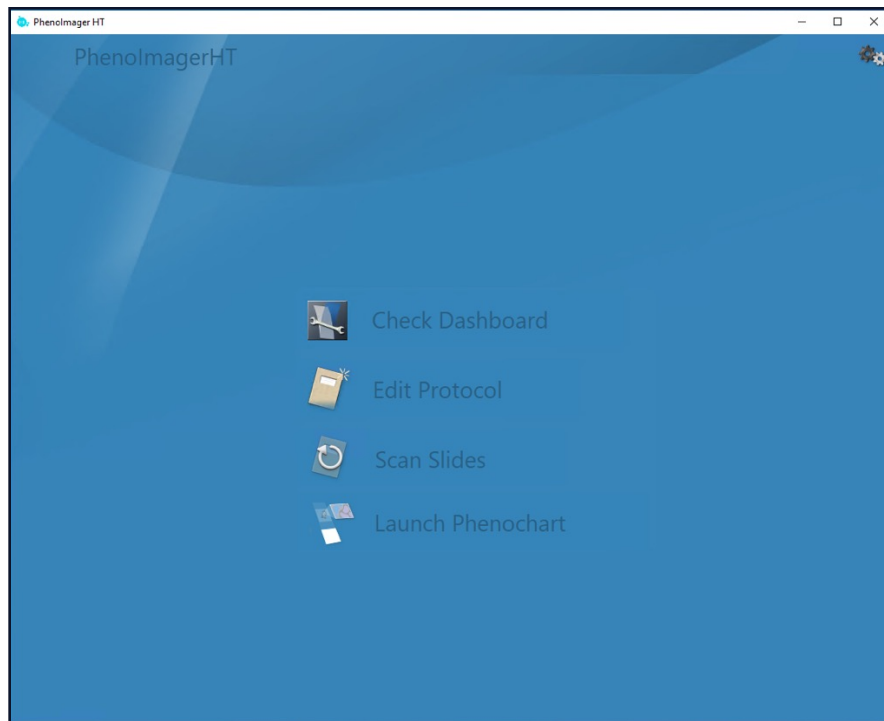 PhenoImager HT
PhenoImagerHT
Check Dashboard
Edit Protocol
Scan Slides
Launch Phenochart